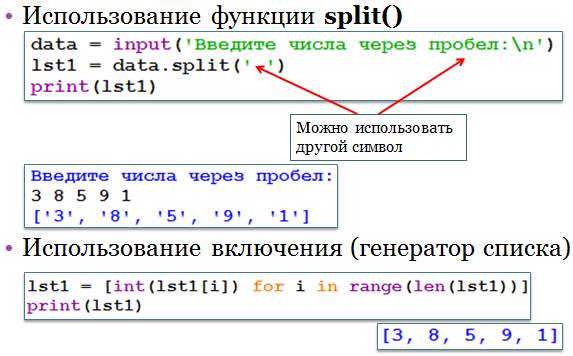 • Использование функции split()
data = input('Введите числа через пробел:\n')
lst1 = data.split(' ')
print(lst1)
Можно использовать
другой символ
Введите числа через пробел:
3 8 5 9 1
['3', '8', '5', '9', '1']
• Использование включения (генератор списка)
lst1 = [int(lst1[i]) for i in range(len(lst1))]
print(lst1)
[3, 8, 5, 9, 1]